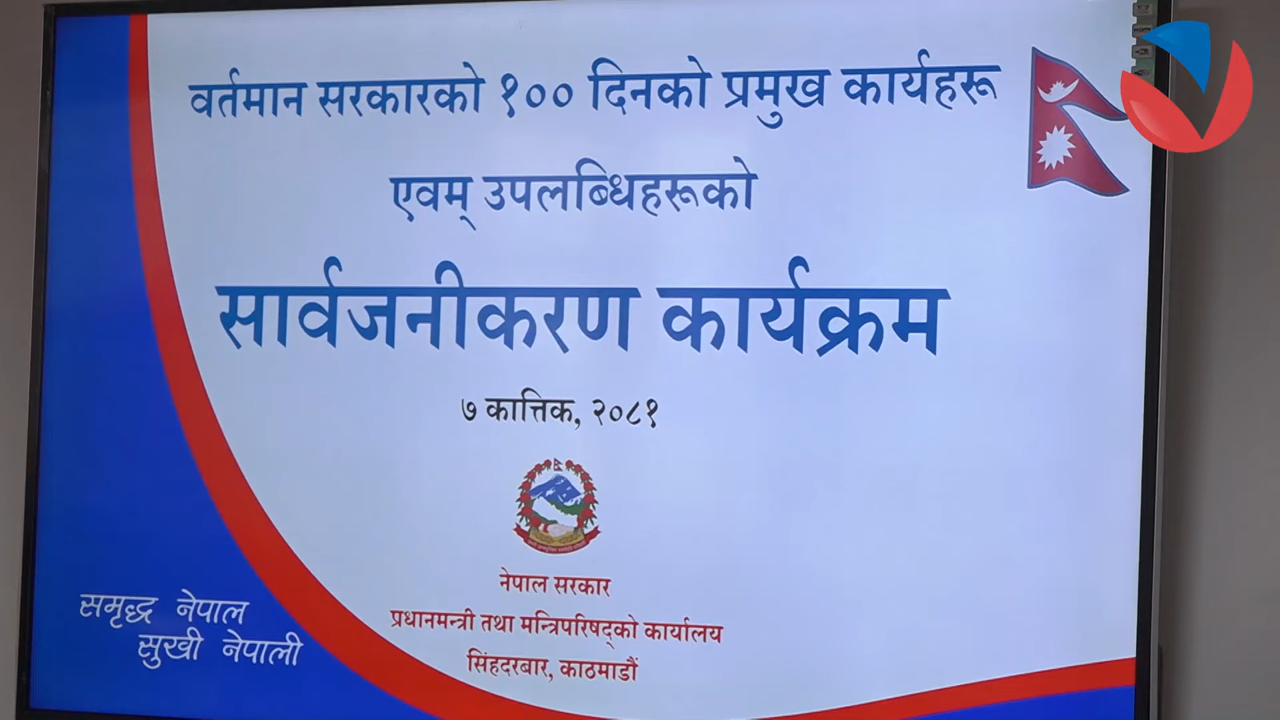 वर्तमान सरकारको १०० दिनको प्रमुख कार्यहरू
एवम् उपलब्धिहरूको
सार्वजनीकरण कार्यक्रम
७ कात्तिक, २०८१
नेपाल सरकार
प्रधानमन्त्री तथा मन्त्रिपरिषद्को कार्यालय
सिंहदरबार, काठमाडौं
समृद्ध नेपाल
सुखी नेपाली